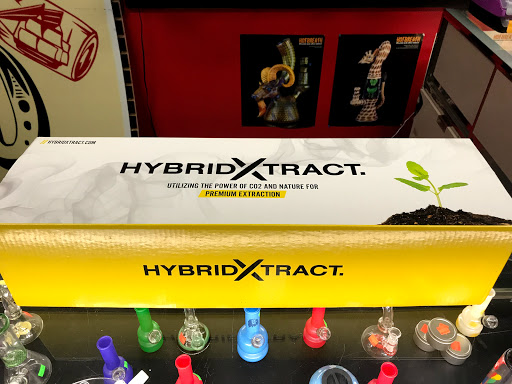 HYBRIDXTRACT.COM
HYBRIDXTRACT.
UTILIZING THE POWER OF CO2 AND NATURE FOR
PREMIUM EXTRACTION
HYBRIDXTRACT.